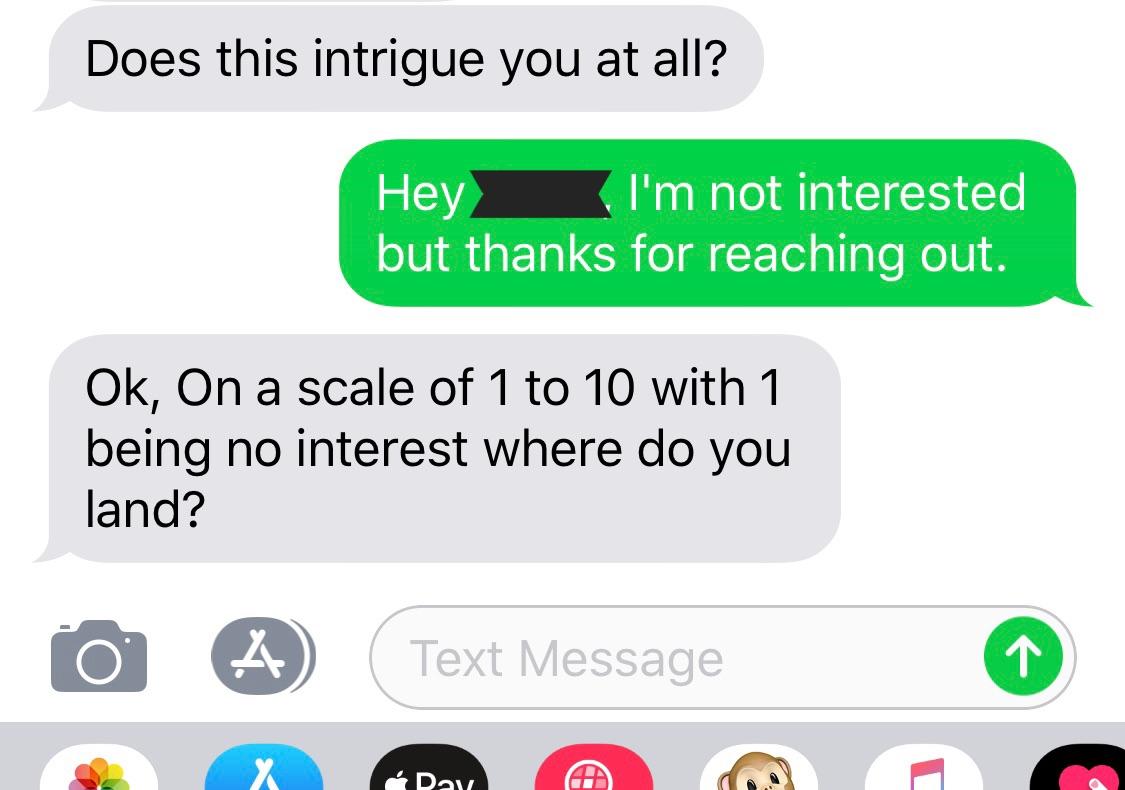 Does this intrigue you at all?
Hey . I'm not interested
but thanks for reaching out.
Ok, On a scale of 1 to 10 with 1
being no interest where do you
land?
Text Message
Pay